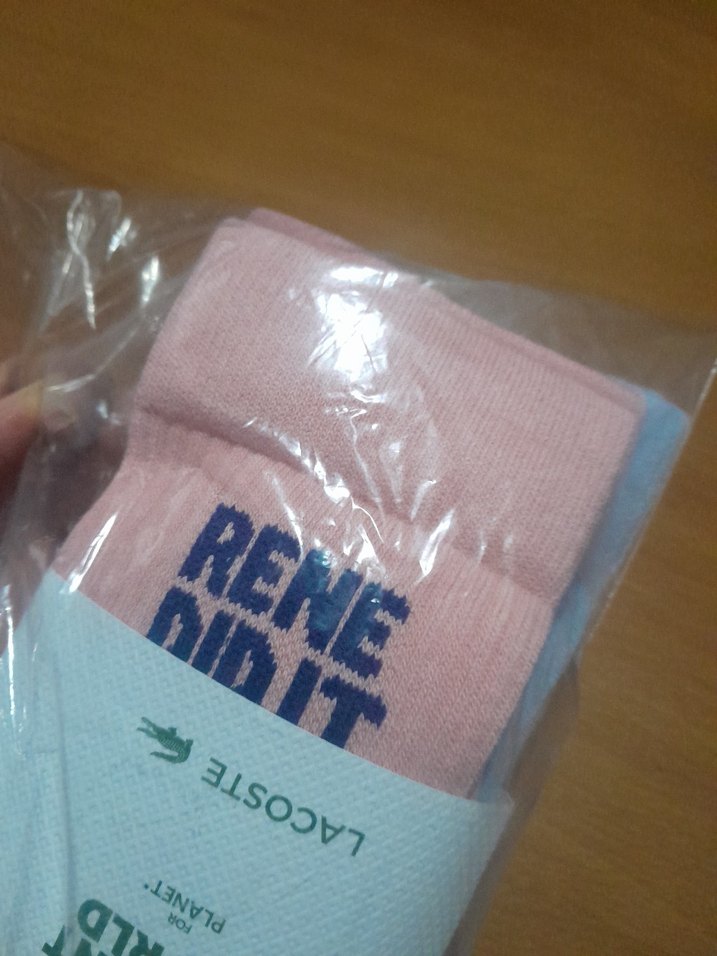 RENE
DID IT
LACOSTE
FOR
PLANET*